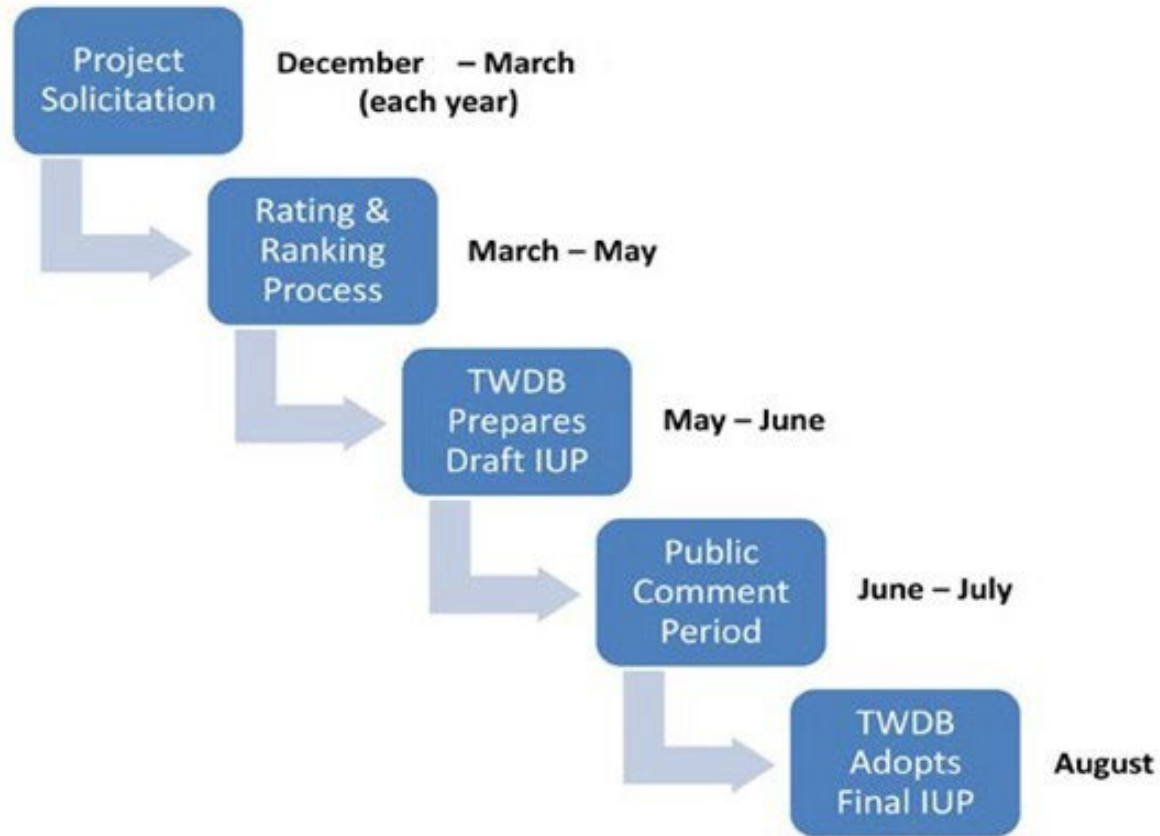 Project
Solicitation
December – March
(each year)
Rating &
Ranking
Process
March – May
TWDB
Prepares
Draft IUP
May – June
Public
Comment
Period
June – July
TWDB
Adopts
Final IUP
August